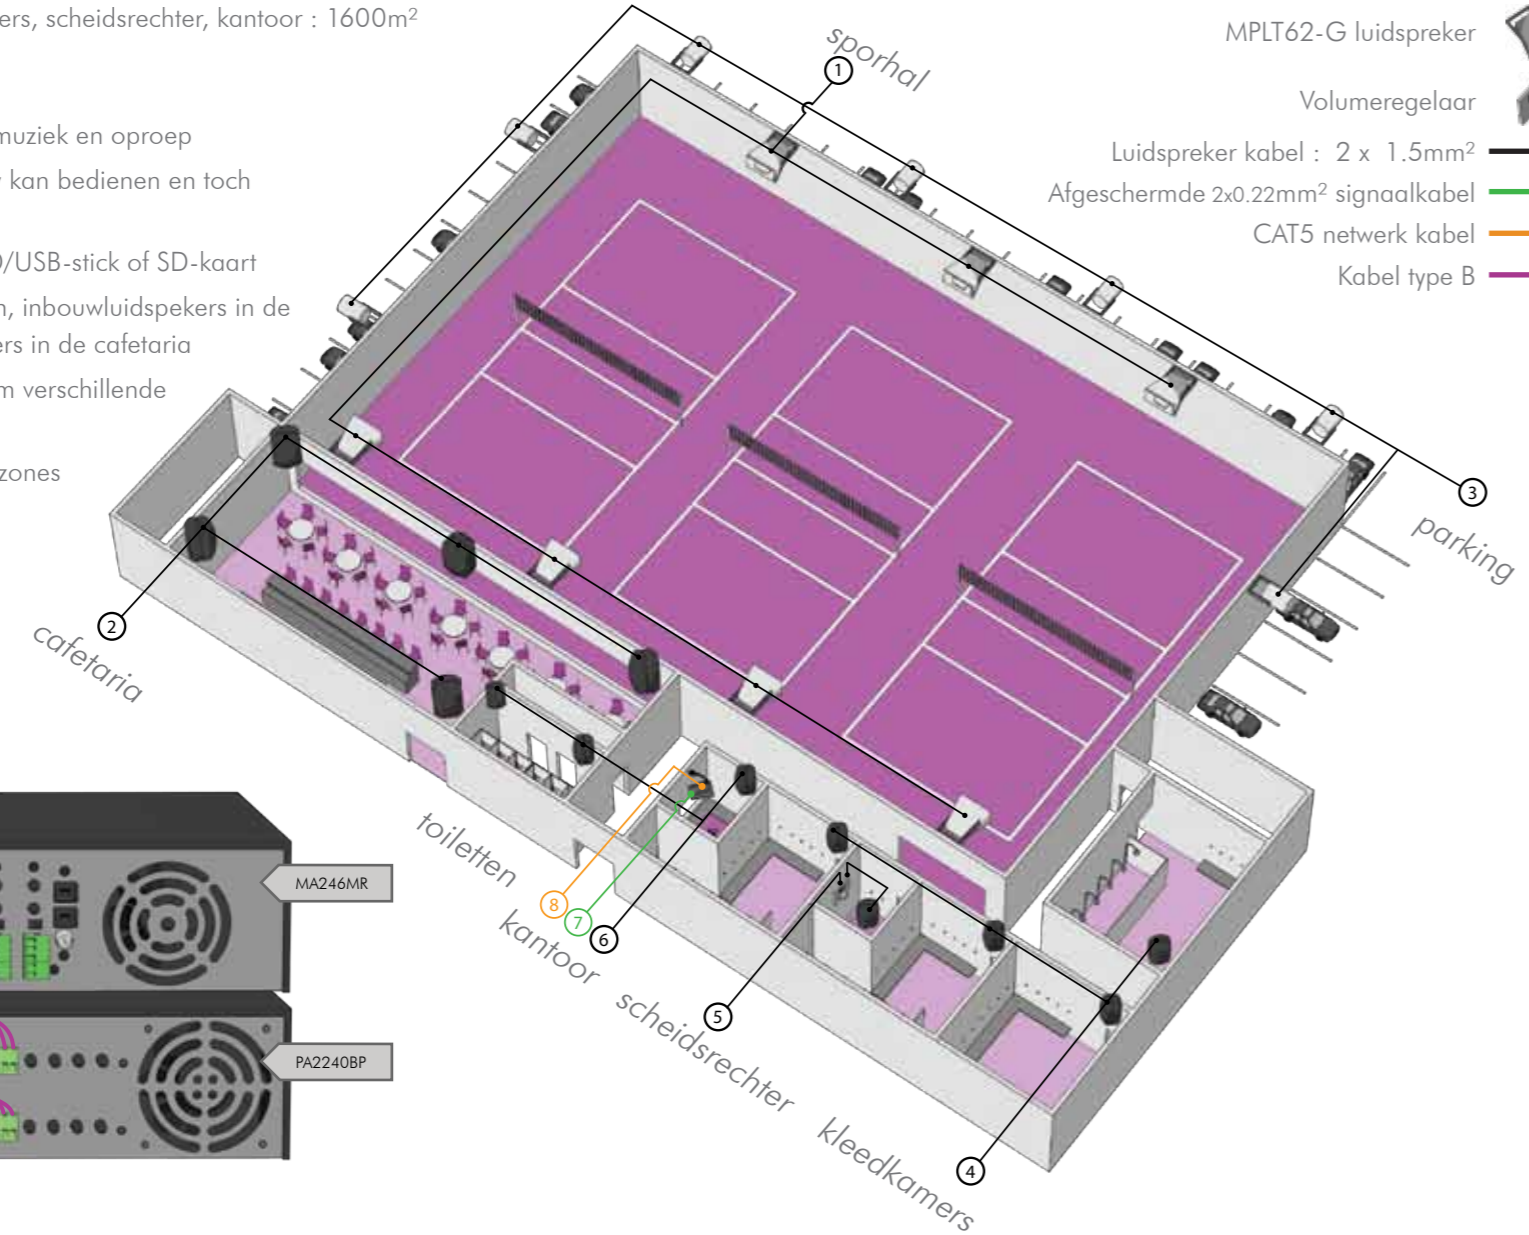 ers, scheidsrechter, kantoor : 1600m²
muziek en oproep
kan bedienen en toch
/USB-stick of SD-kaart
inbouwluidspekers in de
ers in de cafetaria
verschillende
zones
MPLT62-G luidspreker
Volumeregelaar
Luidspreker kabel : 2 x 1.5mm²
Afgeschermde 2x0.22mm² signaalkabel
CAT5 netwerk kabel
Kabel type B
sporhal
1
3
parking
2
cafetaria
toiletten
8
7
6
kantoor
5
scheidsrechter
4
kleedkamers
MA246MR
PA2240BP